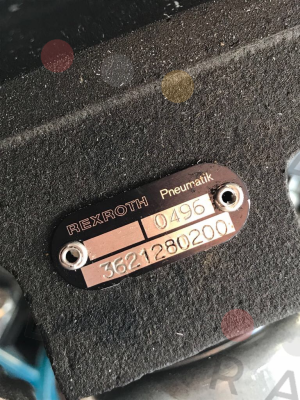 REXROTH Pneumatik
0496
3621280200
R A